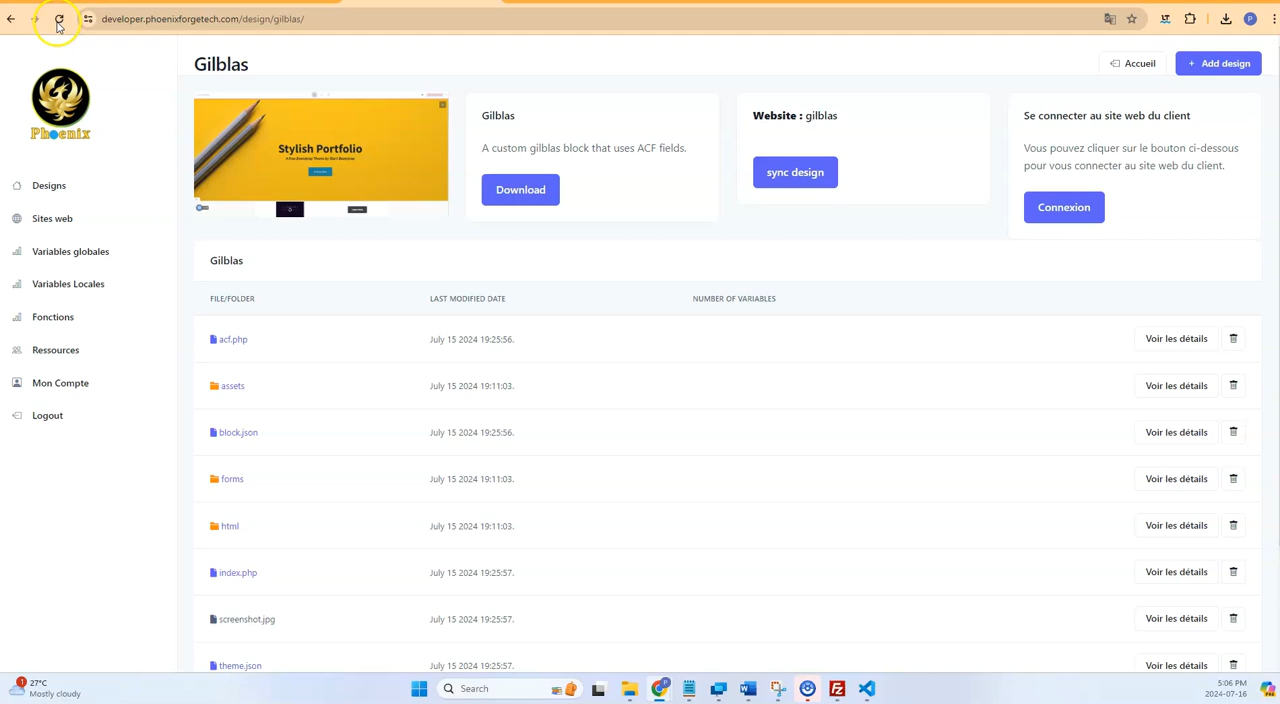 developer.phoenixforgetech.com/design/gilblas/
LT
P
Phoenix
Gilblas
Accueil
+ Add design
Stylish Portfolio
A Free Bootstrap Theme by Start Bootstrap
Gilblas
A custom gilblas block that uses ACF fields.
Download
Website : gilblas
sync design
Se connecter au site web du client
Vous pouvez cliquer sur le bouton ci-dessous
pour vous connecter au site web du client.
Connexion
Designs
Sites web
Variables globales
Variables Locales
Fonctions
Ressources
Mon Compte
Logout
Gilblas
FILE/FOLDER LAST MODIFIED DATE NUMBER OF VARIABLES
acf.php July 15 2024 19:25:56. Voir les détails
assets July 15 2024 19:11:03. Voir les détails
block.json July 15 2024 19:25:56. Voir les détails
forms July 15 2024 19:11:03. Voir les détails
html July 15 2024 19:11:03. Voir les détails
index.php July 15 2024 19:25:57. Voir les détails
screenshot.jpg July 15 2024 19:25:57. Voir les détails
theme.json July 15 2024 19:25:57. Voir les détails
1
27°C
Mostly cloudy
Search
5:06 PM
2024-07-16